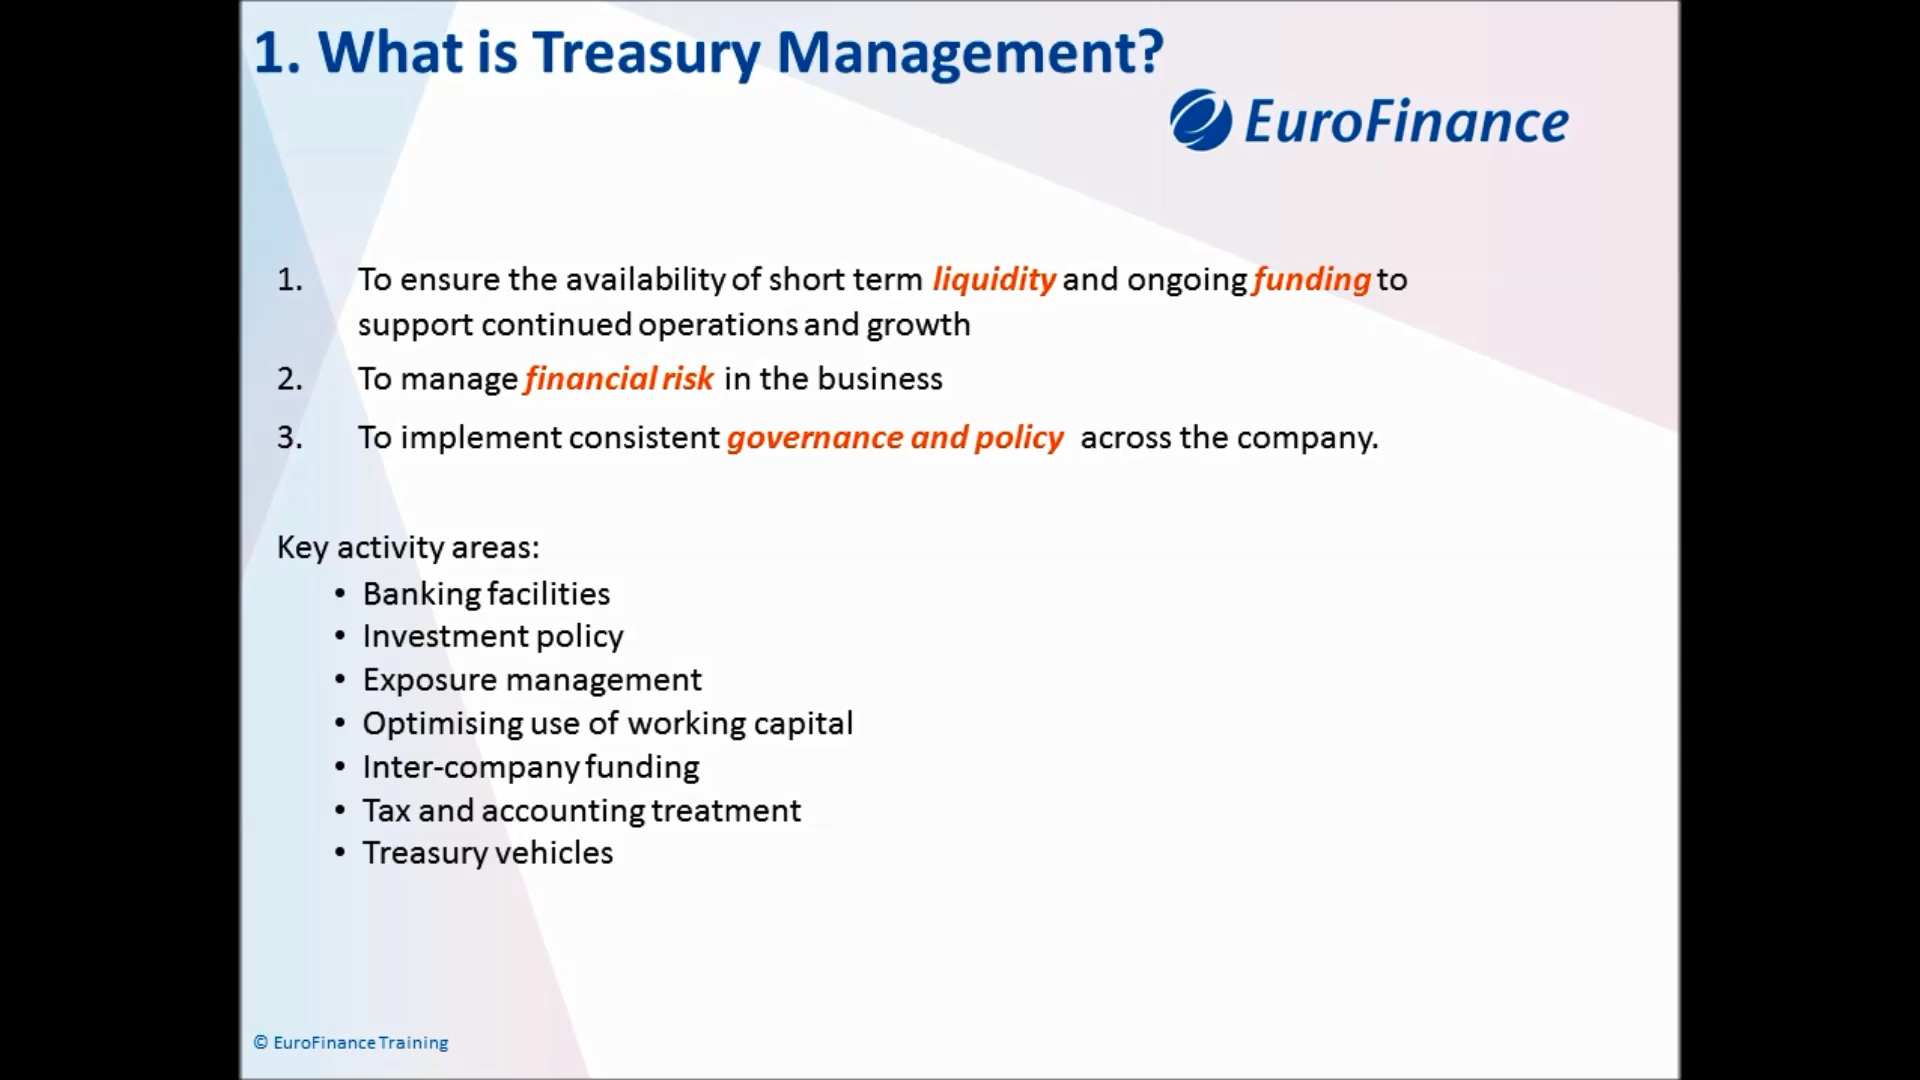 1. What is Treasury Management?
EuroFinance
1. To ensure the availability of short term liquidity and ongoing funding to
support continued operations and growth
2. To manage financial risk in the business
3. To implement consistent governance and policy across the company.
Key activity areas:
• Banking facilities
• Investment policy
• Exposure management
• Optimising use of working capital
• Inter-company funding
• Tax and accounting treatment
• Treasury vehicles
© EuroFinance Training